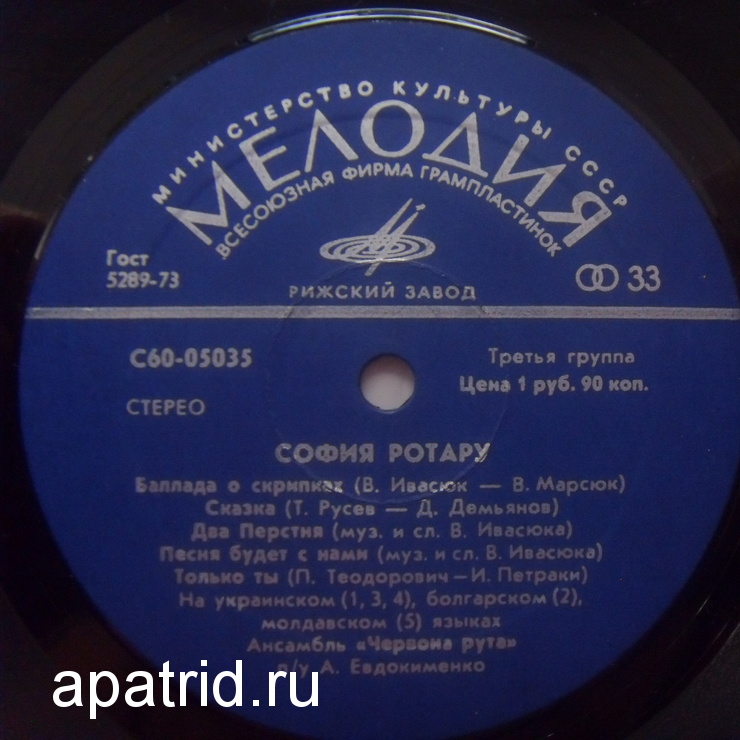 МИНИСТЕРСТВО КУЛЬТУРЫ СССР
МЕЛОДИЯ
ВСЕСОЮЗНАЯ ФИРМА ГРАМПЛАСТИНОК
Гост
5289-73
33
РИЖСКИЙ ЗАВОД
С60-05035
Третья группа
Цена 1 руб. 90 коп.
СТЕРЕО
СОФИЯ РОТАРУ
Баллада о скрипках (В. Ивасюк — В. Марсюк)
Сказка (Т. Русев — Д. Демьянов)
Два Перстня (муз. и сл. В. Ивасюка)
Песня будет с нами (муз. и сл. В. Ивасюка)
Только ты (П. Теодорович — И. Петраки)
На украинском (1, 3, 4), болгарском (2),
молдавском (5) языках
Ансамбль «Червона рута»
п/у А. Евдокименко
apatrid.ru